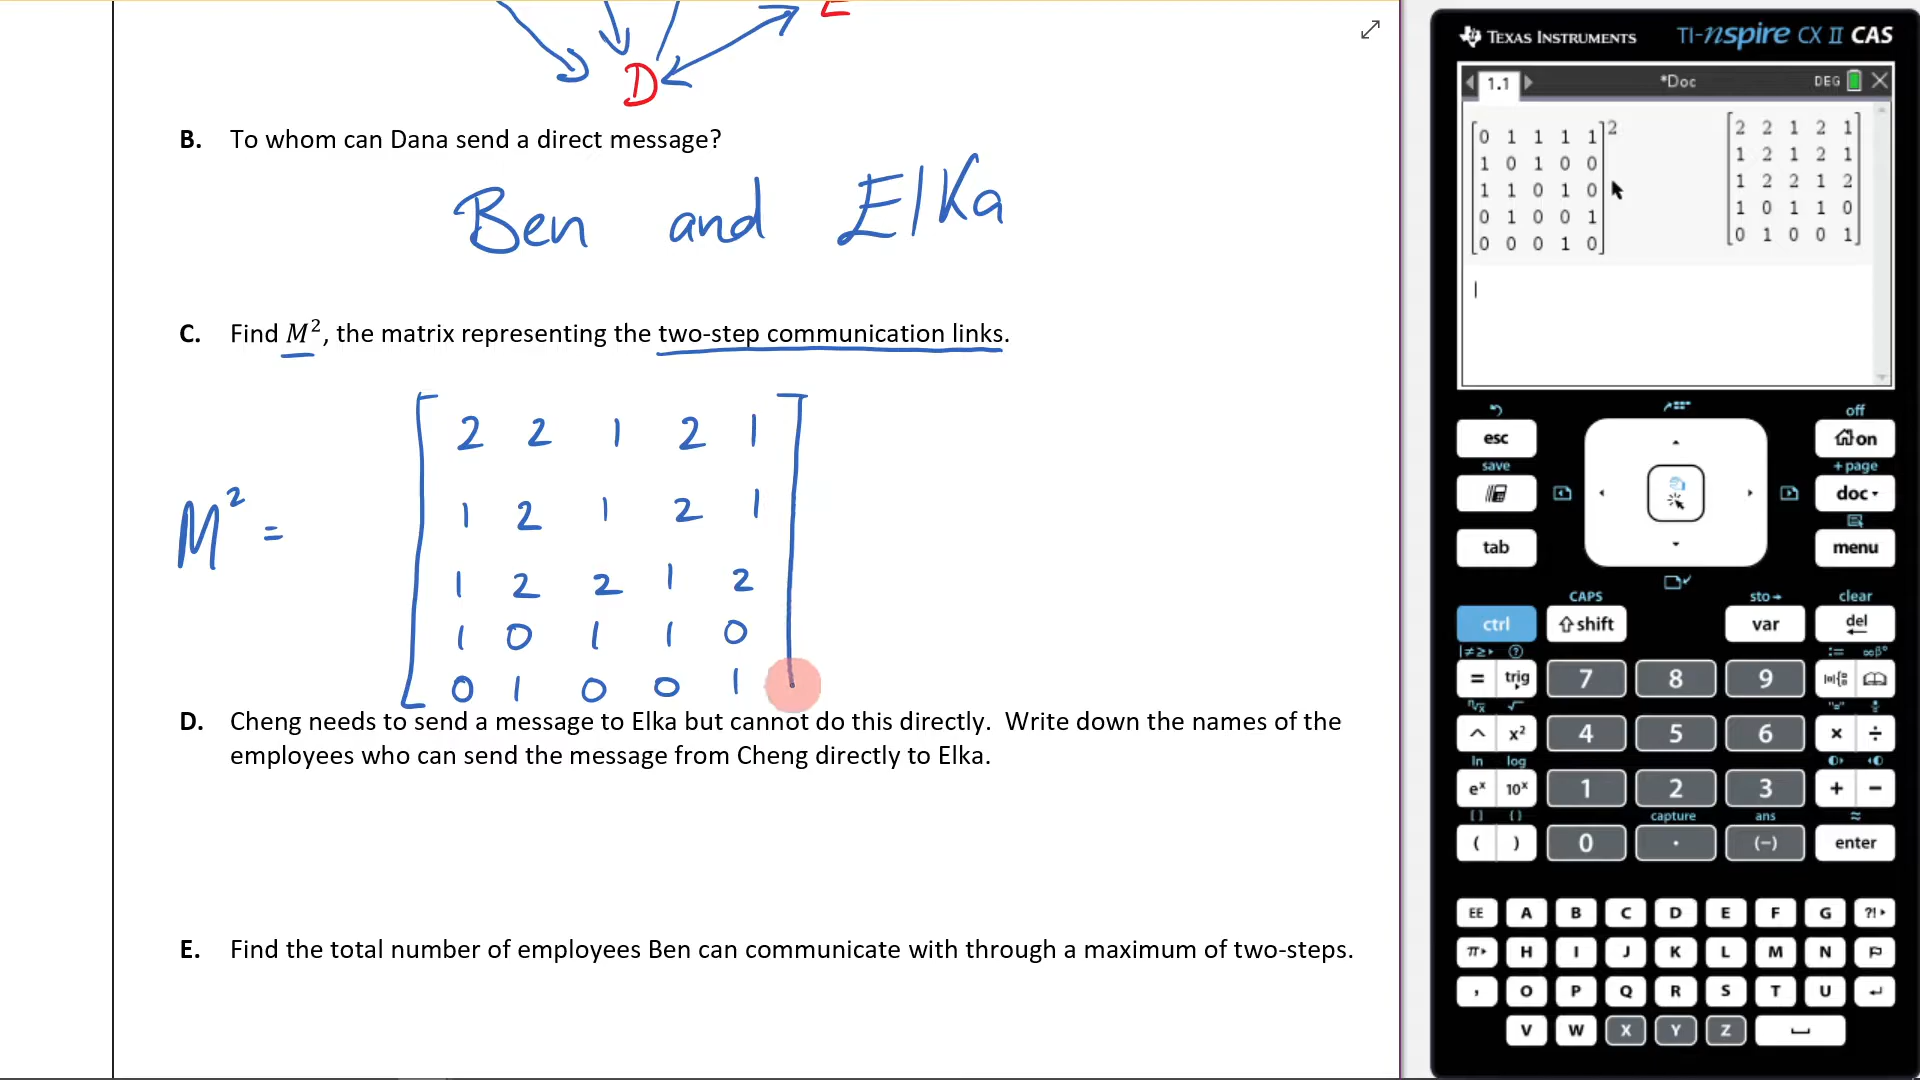 E
D
B. To whom can Dana send a direct message?
Ben and Elka
C. Find M², the matrix representing the two-step communication links.
M² =
2 2 1 2 1
1 2 1 2 1
1 2 2 1 2
1 0 1 1 0
0 1 0 0 1
D. Cheng needs to send a message to Elka but cannot do this directly. Write down the names of the
employees who can send the message from Cheng directly to Elka.
E. Find the total number of employees Ben can communicate with through a maximum of two-steps.
TEXAS INSTRUMENTS TI-nspire CX II CAS
1.1 *Doc DEG
0 1 1 1 1 2 2 2 1 2 1
1 0 1 0 0 1 2 1 2 1
1 1 0 1 0 1 2 2 1 2
0 1 0 0 1 1 0 1 1 0
0 0 0 1 0 0 1 0 0 1
off
esc on
save +page
doc
tab menu
CAPS sto→ clear
ctrl shift var del
|≠≥▸ ? := ∞β°
= trig 7 8 9
ⁿ√x √
^ x² 4 5 6 × ÷
ln log
eˣ 10ˣ 1 2 3 + −
[ ] { } capture ans ≈
( ) 0 . (−) enter
EE A B C D E F G ?!▸
π▸ H I J K L M N
, O P Q R S T U ↵
V W X Y Z